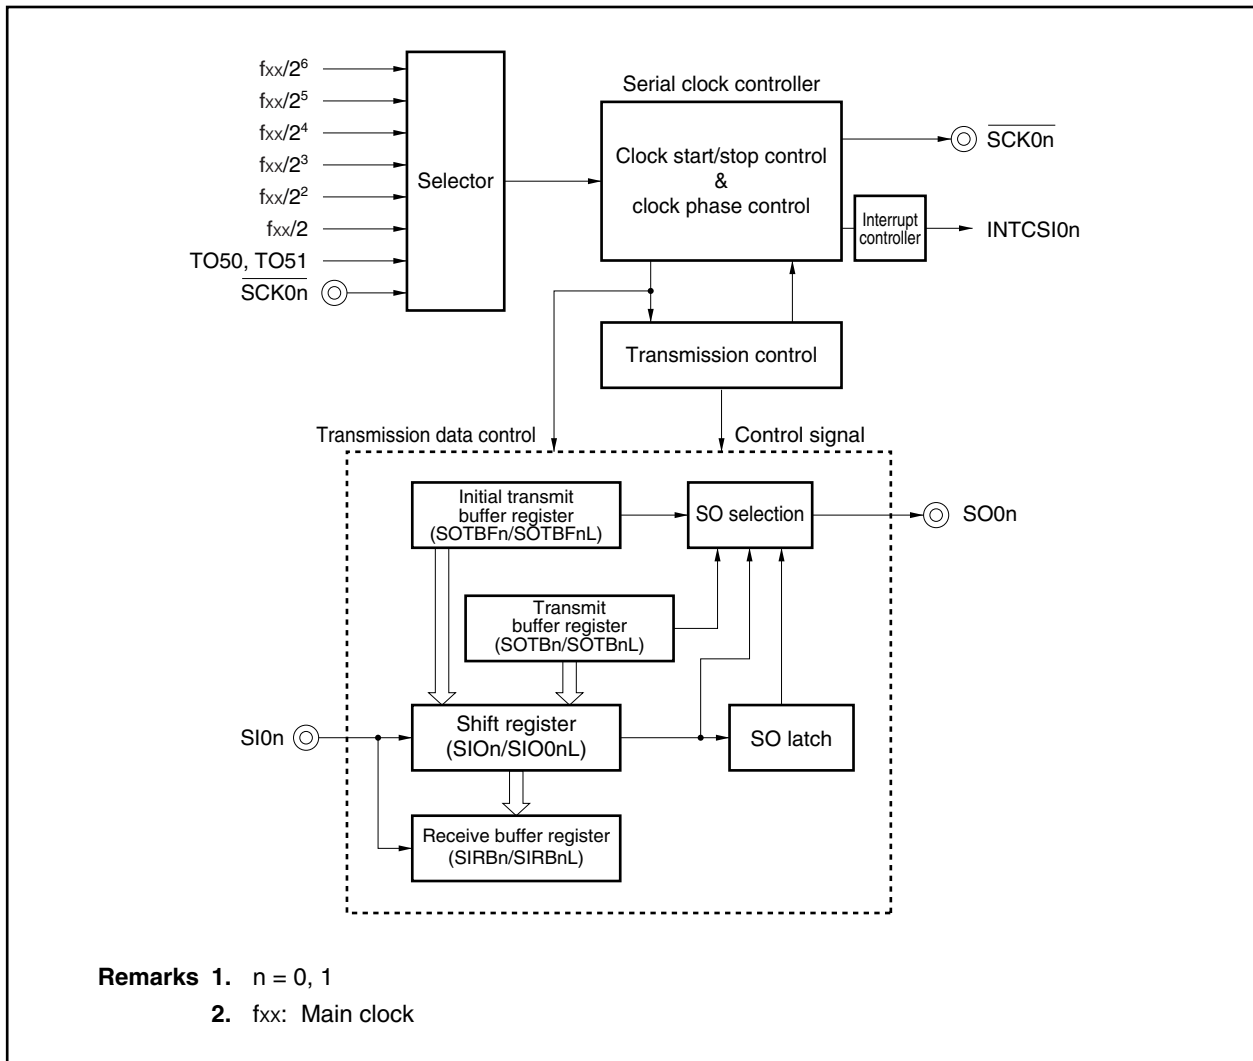 fxx/2⁶
fxx/2⁵
fxx/2⁴
fxx/2³
fxx/2²
fxx/2
TO50, TO51
SCK0n
Selector
Serial clock controller
Clock start/stop control
&
clock phase control
SCK0n
Interrupt
controller
INTCSI0n
Transmission control
Transmission data control
Control signal
Initial transmit
buffer register
(SOTBFn/SOTBFnL)
SO selection
SO0n
Transmit
buffer register
(SOTBn/SOTBnL)
SI0n
Shift register
(SIOn/SIO0nL)
SO latch
Receive buffer register
(SIRBn/SIRBnL)
Remarks 1. n = 0, 1
2. fxx: Main clock